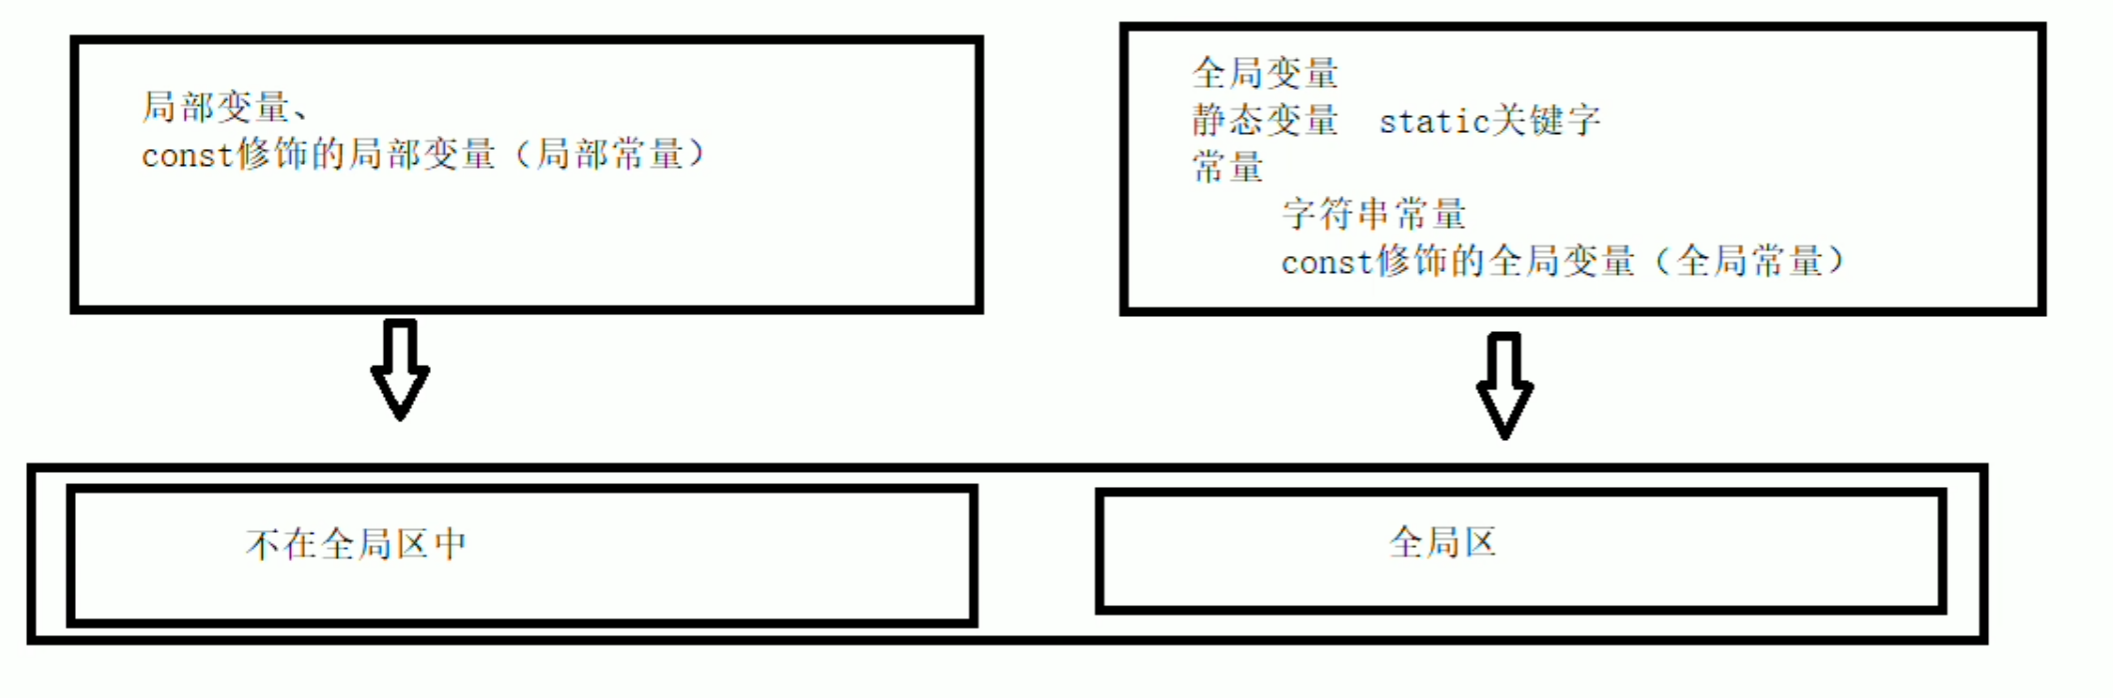 局部变量、
const修饰的局部变量（局部常量）
全局变量
静态变量 static关键字
常量
字符串常量
const修饰的全局变量（全局常量）
不在全局区中
全局区